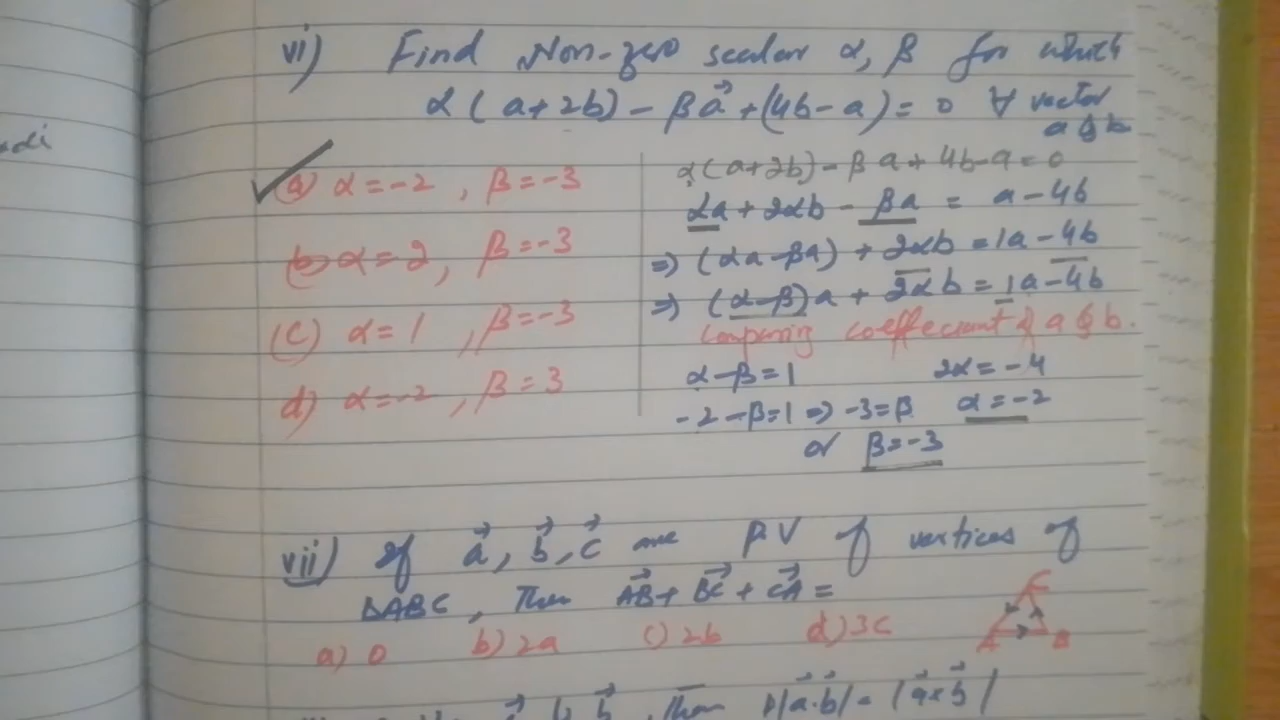 vi) Find Non-zero scalar α, β for which
α(a+2b) - βa⃗ + (4b-a) = 0 ∀ vector
a & b
(a) α = -2, β = -3
(b) α = 2, β = -3
(c) α = 1, β = -3
d) α = -2, β = 3
α(a+2b) - βa + 4b - a = 0
αa + 2αb - βa = a - 4b
⇒ (αa - βa) + 2αb = 1a - 4b
⇒ (α-β)a + 2αb = 1a - 4b
Comparing coeffecient of a & b.
α - β = 1 2α = -4
-2 - β = 1 ⇒ -3 = β α = -2
or β = -3
vii) If a⃗, b⃗, c⃗ are P.V of vertices of
ΔABC, Then AB⃗ + BC⃗ + CA⃗ =
a) 0 b) 2a c) 2b d) 3c
C
A B
b⃗, Then |a⃗·b⃗| = |a⃗×b⃗|